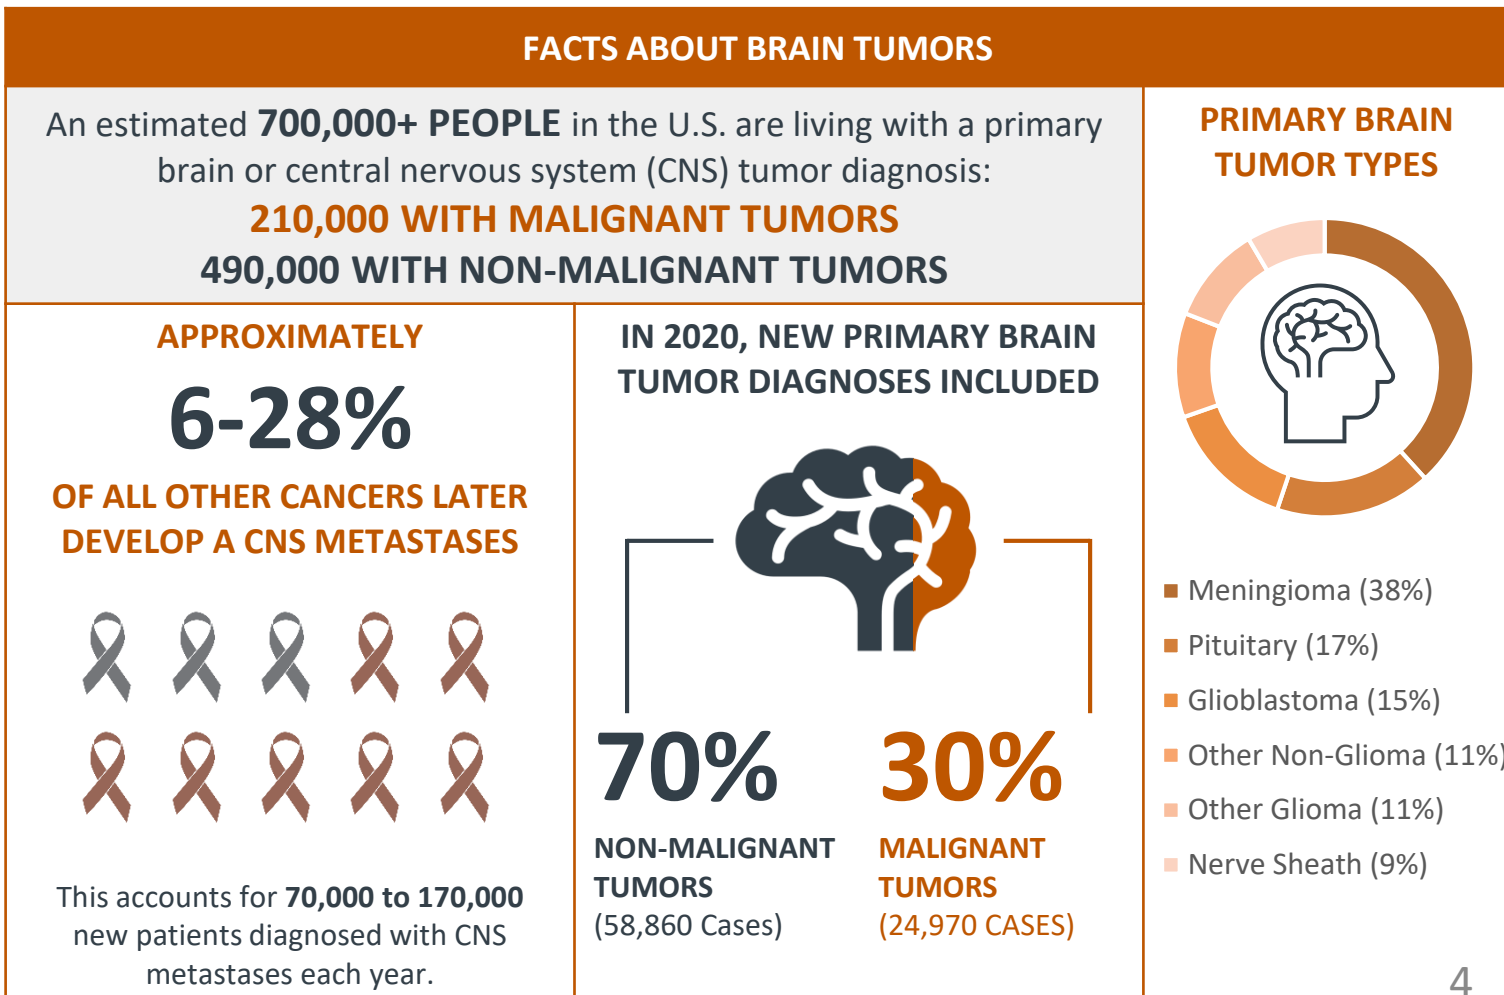 FACTS ABOUT BRAIN TUMORS
An estimated 700,000+ PEOPLE in the U.S. are living with a primary
brain or central nervous system (CNS) tumor diagnosis:
210,000 WITH MALIGNANT TUMORS
490,000 WITH NON-MALIGNANT TUMORS
APPROXIMATELY
6-28%
OF ALL OTHER CANCERS LATER
DEVELOP A CNS METASTASES
This accounts for 70,000 to 170,000
new patients diagnosed with CNS
metastases each year.
IN 2020, NEW PRIMARY BRAIN
TUMOR DIAGNOSES INCLUDED
70%
NON-MALIGNANT
TUMORS
(58,860 Cases)
30%
MALIGNANT
TUMORS
(24,970 CASES)
PRIMARY BRAIN
TUMOR TYPES
Meningioma (38%)
Pituitary (17%)
Glioblastoma (15%)
Other Non-Glioma (11%)
Other Glioma (11%)
Nerve Sheath (9%)
4